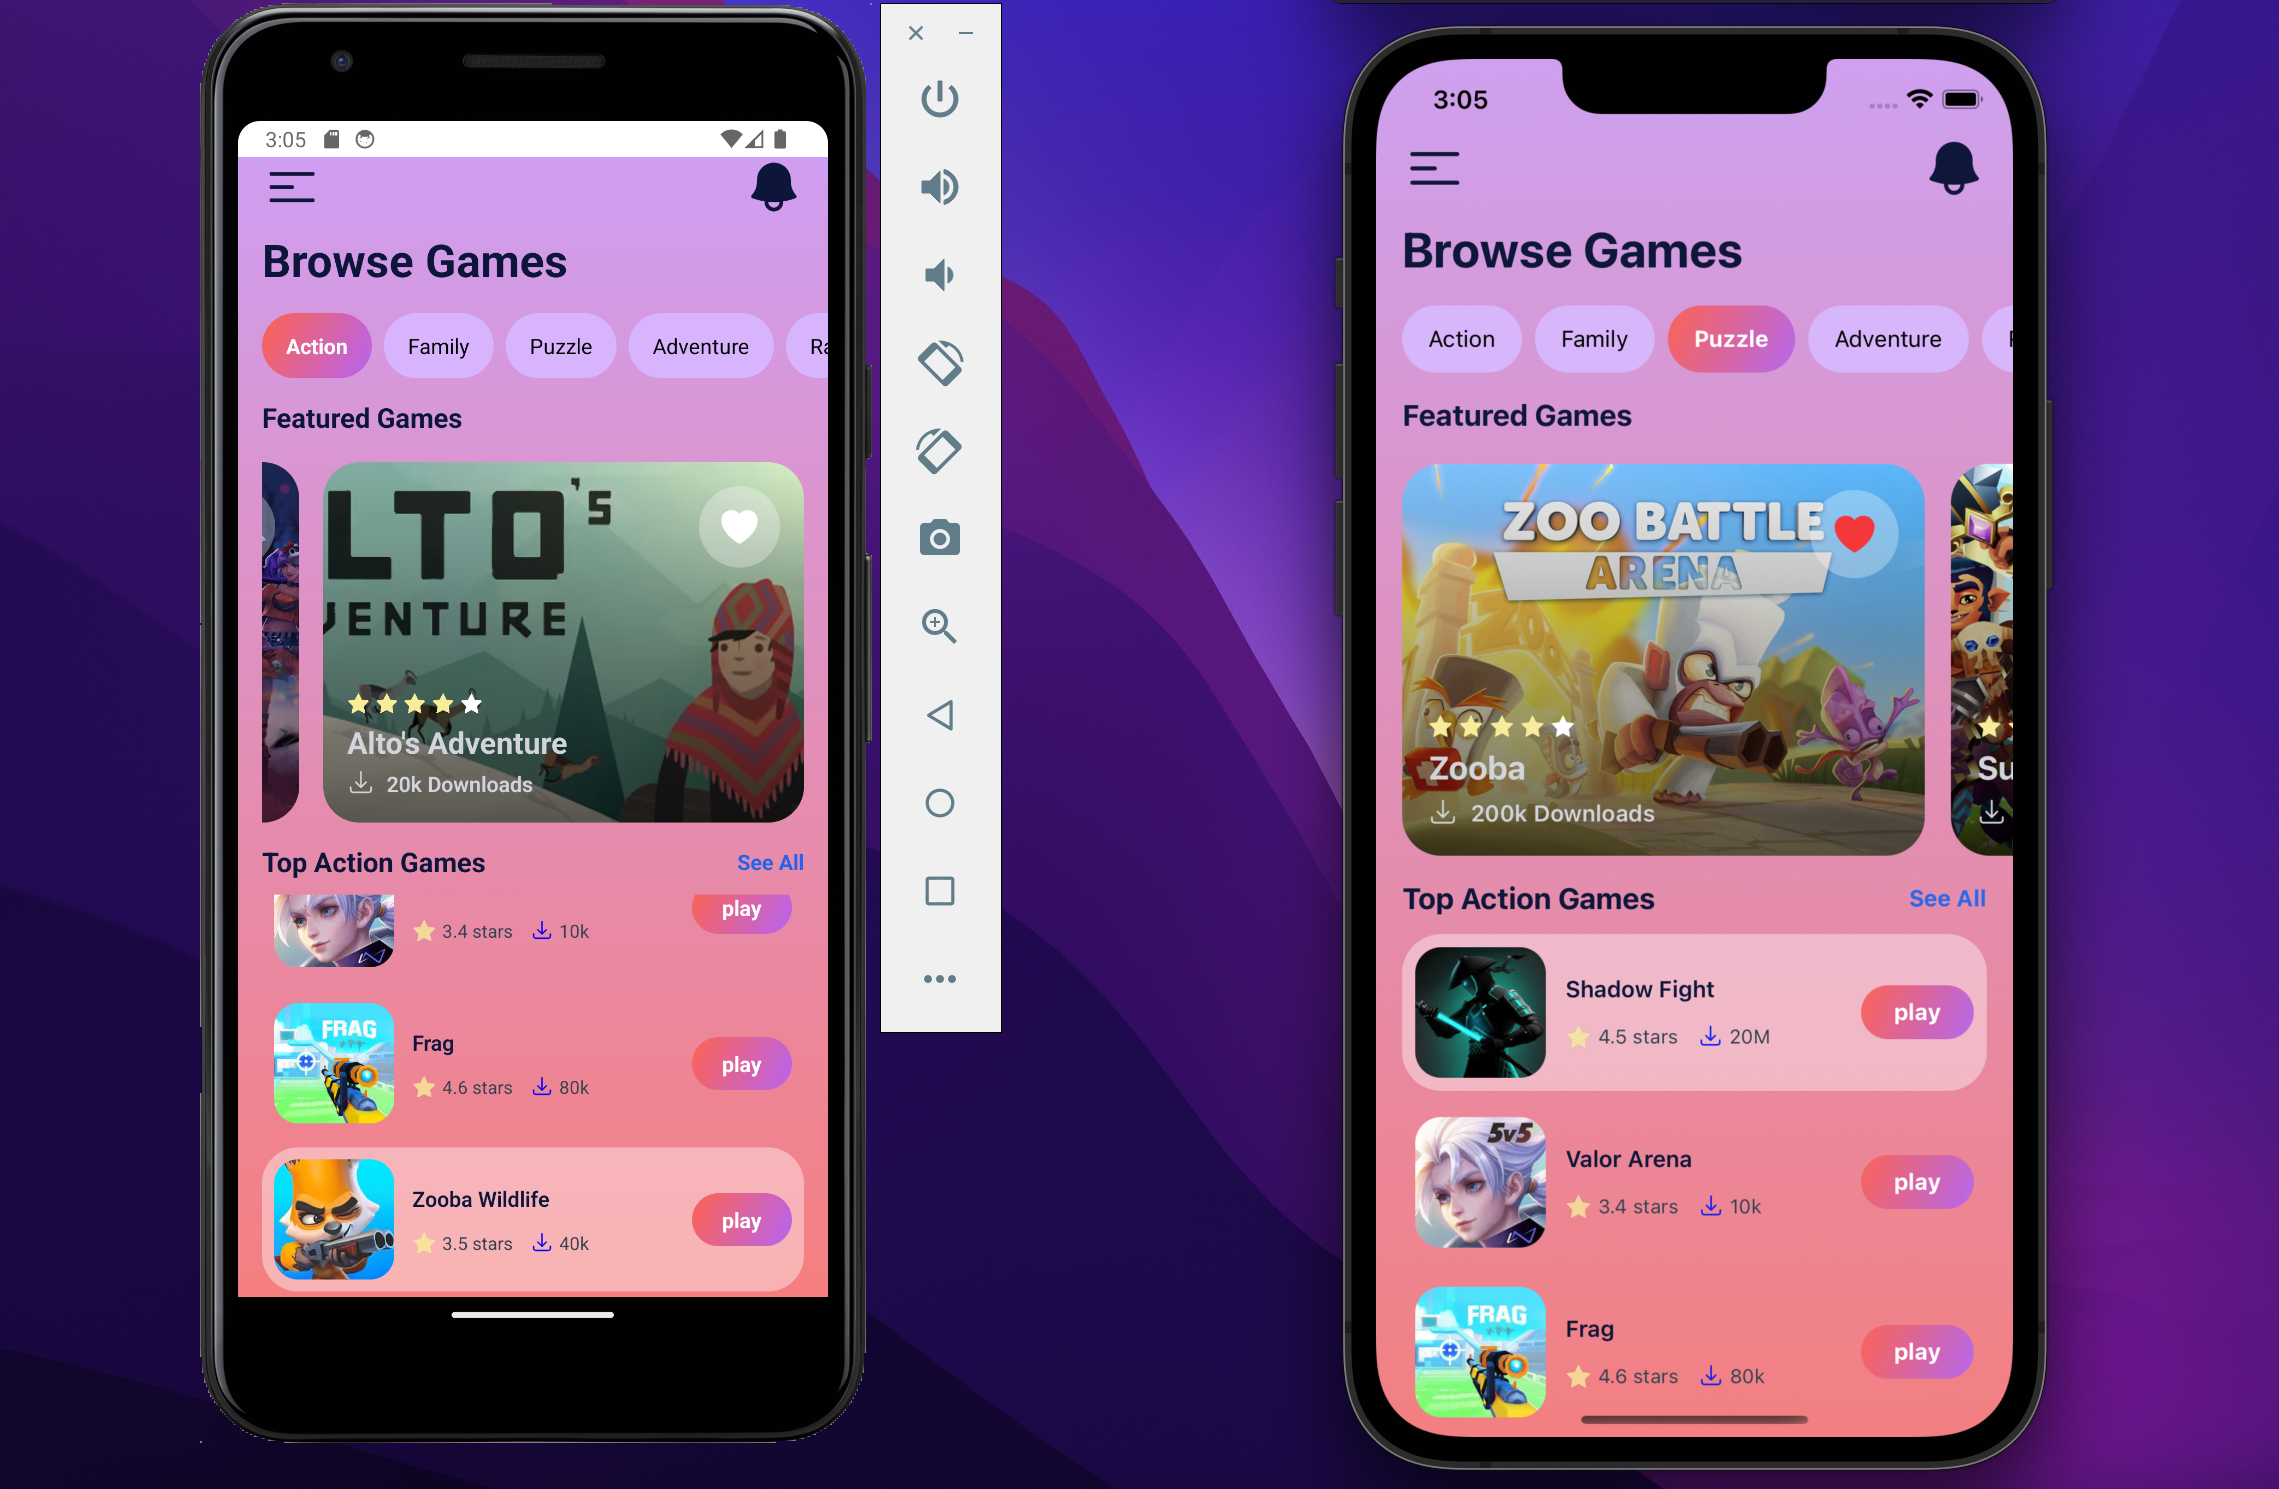 3:05
Browse Games
Action
Family
Puzzle
Adventure
Featured Games
LTO's
VENTURE
Alto's Adventure
20k Downloads
Top Action Games
See All
play
3.4 stars
10k
FRAG
Frag
4.6 stars
80k
play
Zooba Wildlife
3.5 stars
40k
play
3:05
Browse Games
Action
Family
Puzzle
Adventure
Featured Games
ZOO BATTLE
ARENA
Zooba
200k Downloads
Su
Top Action Games
See All
Shadow Fight
4.5 stars
20M
play
5v5
Valor Arena
3.4 stars
10k
play
FRAG
Frag
4.6 stars
80k
play